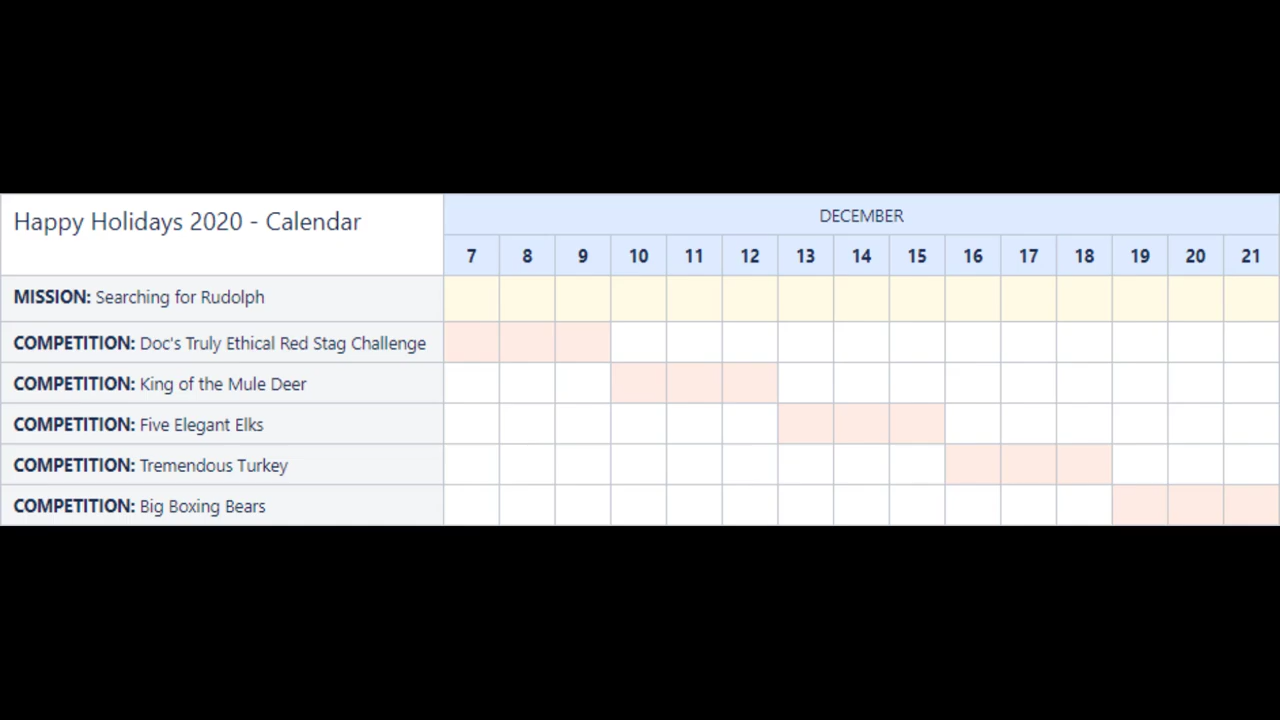 Happy Holidays 2020 - Calendar
DECEMBER
7 8 9 10 11 12 13 14 15 16 17 18 19 20 21
MISSION: Searching for Rudolph
COMPETITION: Doc's Truly Ethical Red Stag Challenge
COMPETITION: King of the Mule Deer
COMPETITION: Five Elegant Elks
COMPETITION: Tremendous Turkey
COMPETITION: Big Boxing Bears